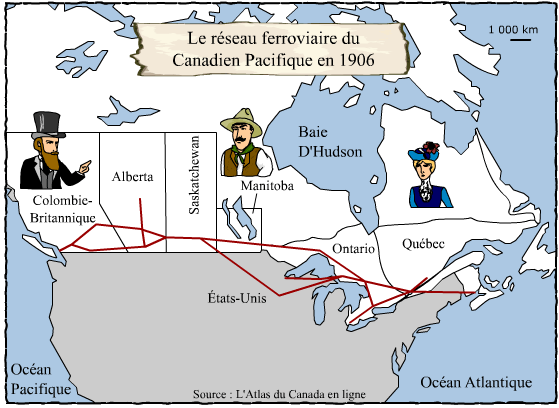 Le réseau ferroviaire du
Canadien Pacifique en 1906
1 000 km
Baie
D'Hudson
Alberta
Saskatchewan
Manitoba
Colombie-
Britannique
Ontario
Québec
États-Unis
Océan
Pacifique
Océan Atlantique
Source : L'Atlas du Canada en ligne